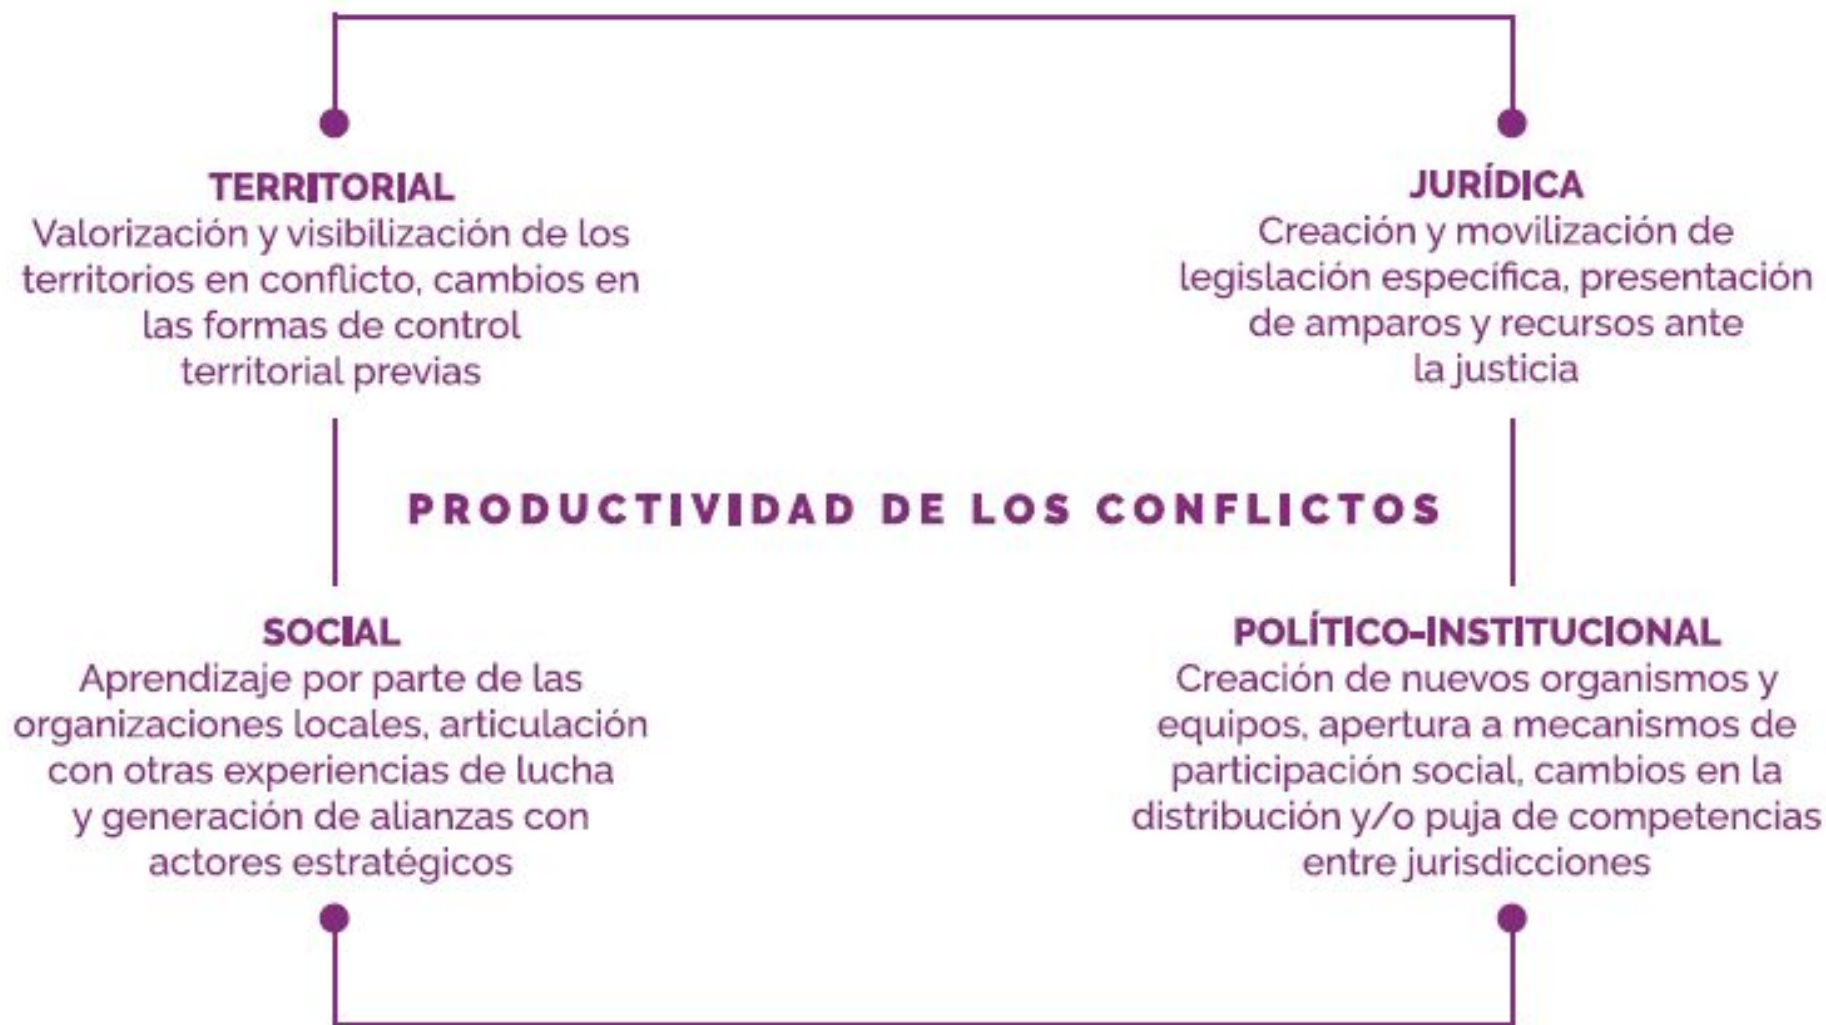 TERRITORIAL
Valorización y visibilización de los
territorios en conflicto, cambios en
las formas de control
territorial previas
JURÍDICA
Creación y movilización de
legislación específica, presentación
de amparos y recursos ante
la justicia
PRODUCTIVIDAD DE LOS CONFLICTOS
SOCIAL
Aprendizaje por parte de las
organizaciones locales, articulación
con otras experiencias de lucha
y generación de alianzas con
actores estratégicos
POLÍTICO-INSTITUCIONAL
Creación de nuevos organismos y
equipos, apertura a mecanismos de
participación social, cambios en la
distribución y/o puja de competencias
entre jurisdicciones